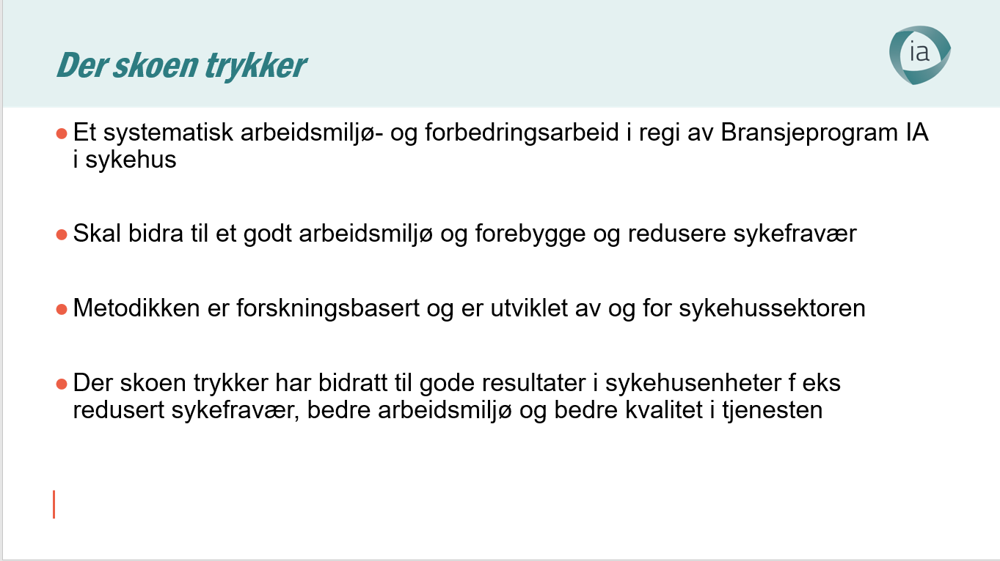 Der skoen trykker
ia
● Et systematisk arbeidsmiljø- og forbedringsarbeid i regi av Bransjeprogram IA
i sykehus
● Skal bidra til et godt arbeidsmiljø og forebygge og redusere sykefravær
● Metodikken er forskningsbasert og er utviklet av og for sykehussektoren
● Der skoen trykker har bidratt til gode resultater i sykehusenheter f eks
redusert sykefravær, bedre arbeidsmiljø og bedre kvalitet i tjenesten